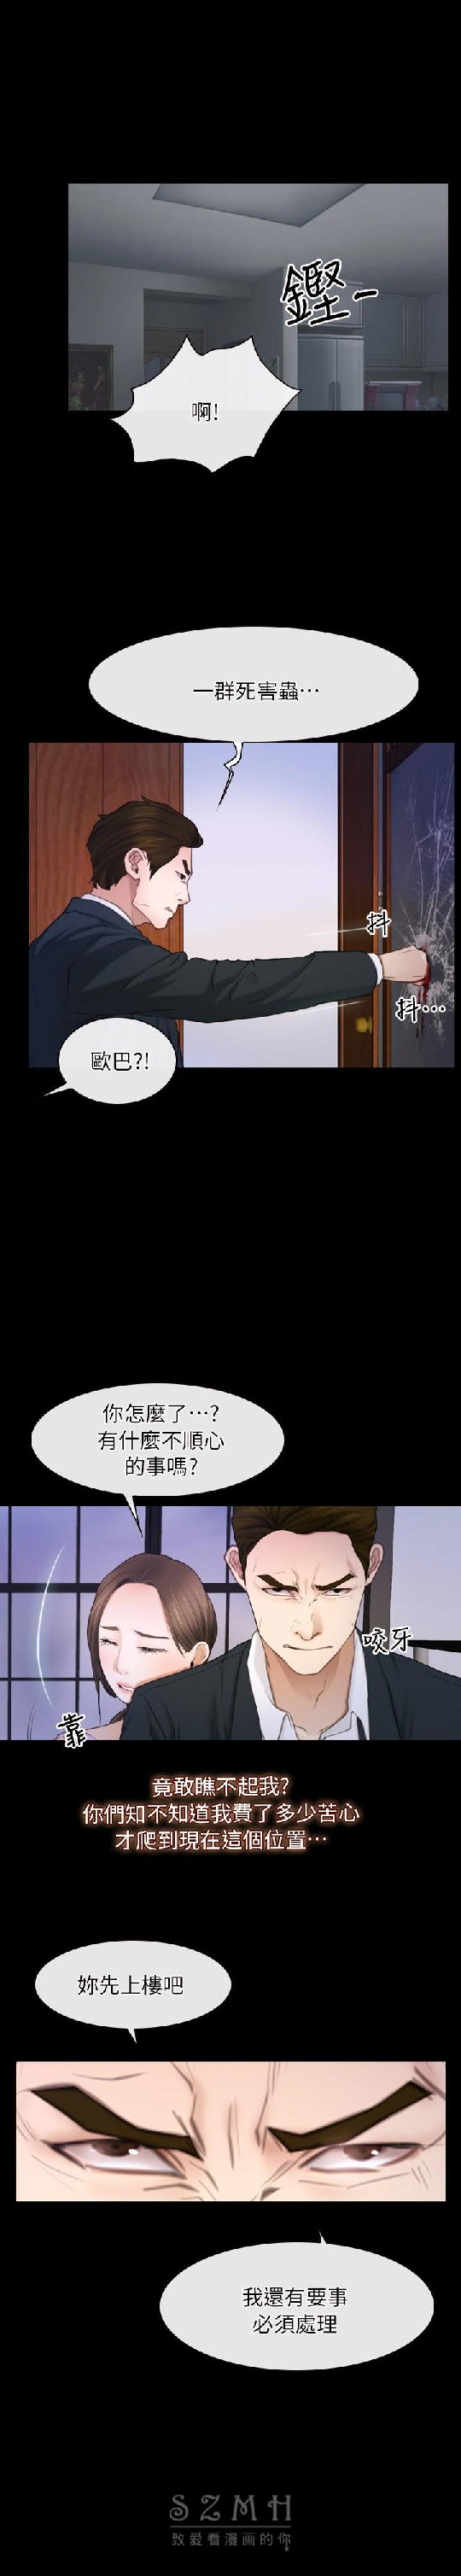 鏗-
啊!
一群死害蟲…
抖
抖…
歐巴?!
你怎麼了…?
有什麼不順心
的事嗎?
咬牙
靠
竟敢瞧不起我?
你們知不知道我費了多少苦心
才爬到現在這個位置…
妳先上樓吧
我還有要事
必須處理
SZMH
致爱看漫画的你